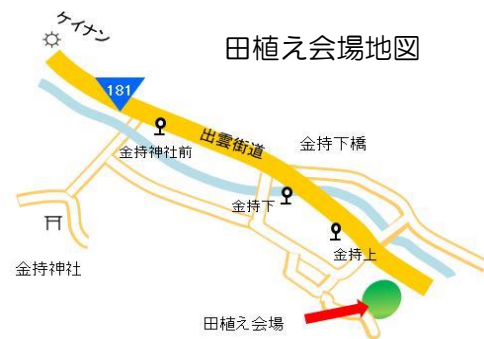 田植え会場地図
ケイナン
181
出雲街道
金持神社前
金持下橋
金持下
金持上
金持神社
田植え会場